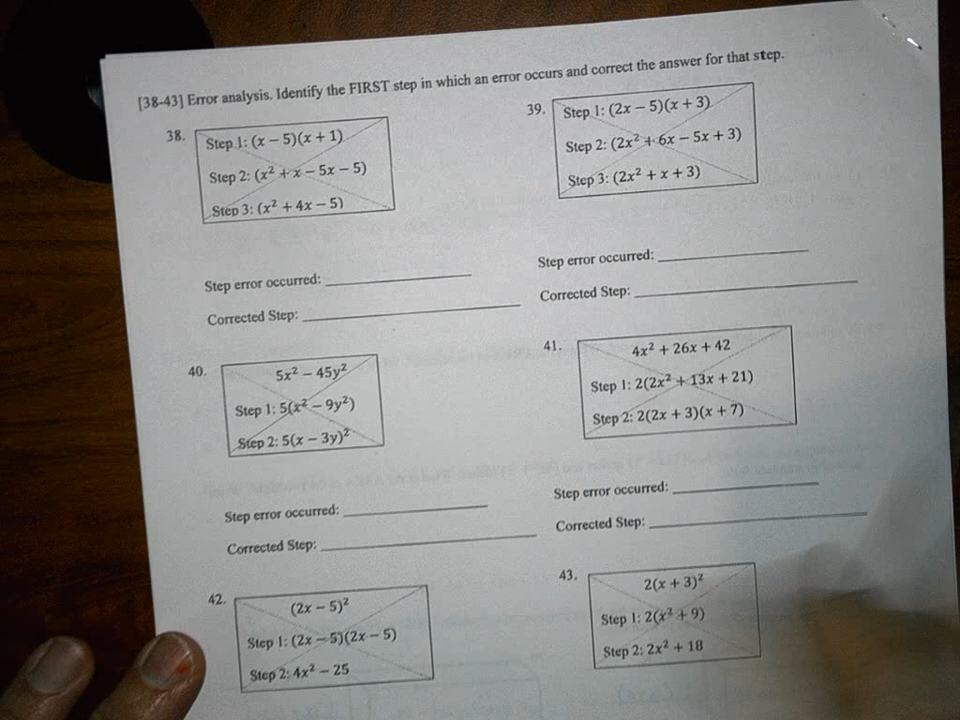 [38-43] Error analysis. Identify the FIRST step in which an error occurs and correct the answer for that step.
38.
Step 1: (x − 5)(x + 1)
Step 2: (x² + x − 5x − 5)
Step 3: (x² + 4x − 5)
Step error occurred:
Corrected Step:
39.
Step 1: (2x − 5)(x + 3)
Step 2: (2x² + 6x − 5x + 3)
Step 3: (2x² + x + 3)
Step error occurred:
Corrected Step:
40.
5x² − 45y²
Step 1: 5(x² − 9y²)
Step 2: 5(x − 3y)²
Step error occurred:
Corrected Step:
41.
4x² + 26x + 42
Step 1: 2(2x² + 13x + 21)
Step 2: 2(2x + 3)(x + 7)
Step error occurred:
Corrected Step:
42.
(2x − 5)²
Step 1: (2x − 5)(2x − 5)
Step 2: 4x² − 25
43.
2(x + 3)²
Step 1: 2(x² + 9)
Step 2: 2x² + 18